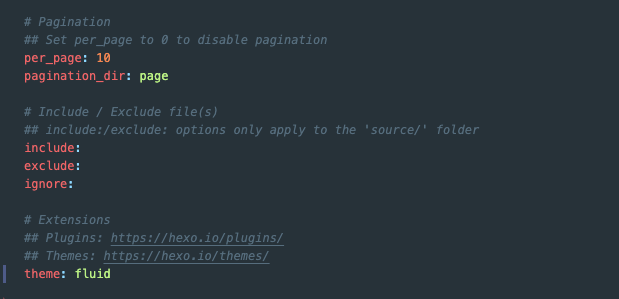 # Pagination
## Set per_page to 0 to disable pagination
per_page: 10
pagination_dir: page
# Include / Exclude file(s)
## include:/exclude: options only apply to the 'source/' folder
include:
exclude:
ignore:
# Extensions
## Plugins: https://hexo.io/plugins/
## Themes: https://hexo.io/themes/
theme: fluid